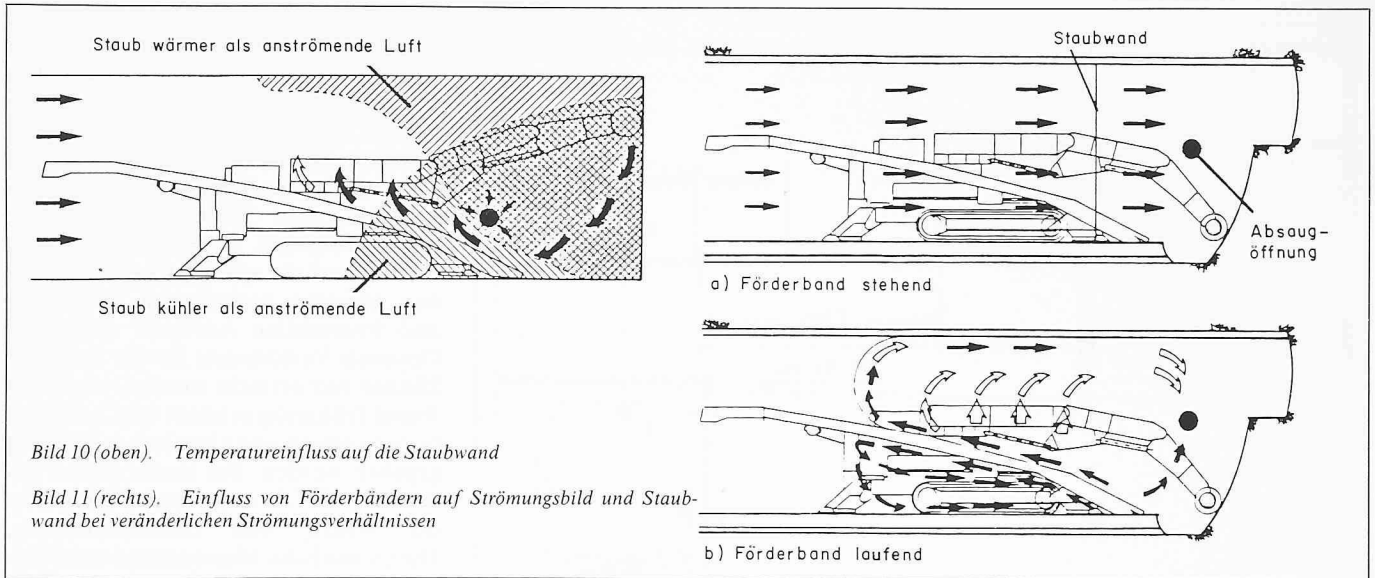 Staub wärmer als anströmende Luft
Staub kühler als anströmende Luft
Bild 10 (oben). Temperatureinfluss auf die Staubwand
Bild 11 (rechts). Einfluss von Förderbändern auf Strömungsbild und Staub-
wand bei veränderlichen Strömungsverhältnissen
Staubwand
Absaug-
öffnung
a) Förderband stehend
b) Förderband laufend